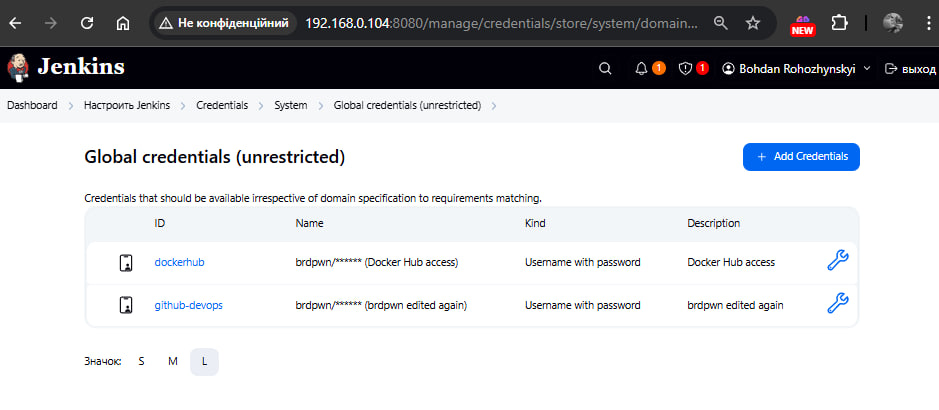 Не конфіденційний
192.168.0.104:8080/manage/credentials/store/system/domain...
NEW
Jenkins
1
1
Bohdan Rohozhynskyi
выход
Dashboard > Настроить Jenkins > Credentials > System > Global credentials (unrestricted) >
Global credentials (unrestricted)
+ Add Credentials
Credentials that should be available irrespective of domain specification to requirements matching.
ID Name Kind Description
dockerhub brdpwn/****** (Docker Hub access) Username with password Docker Hub access
github-devops brdpwn/****** (brdpwn edited again) Username with password brdpwn edited again
Значок: S M L